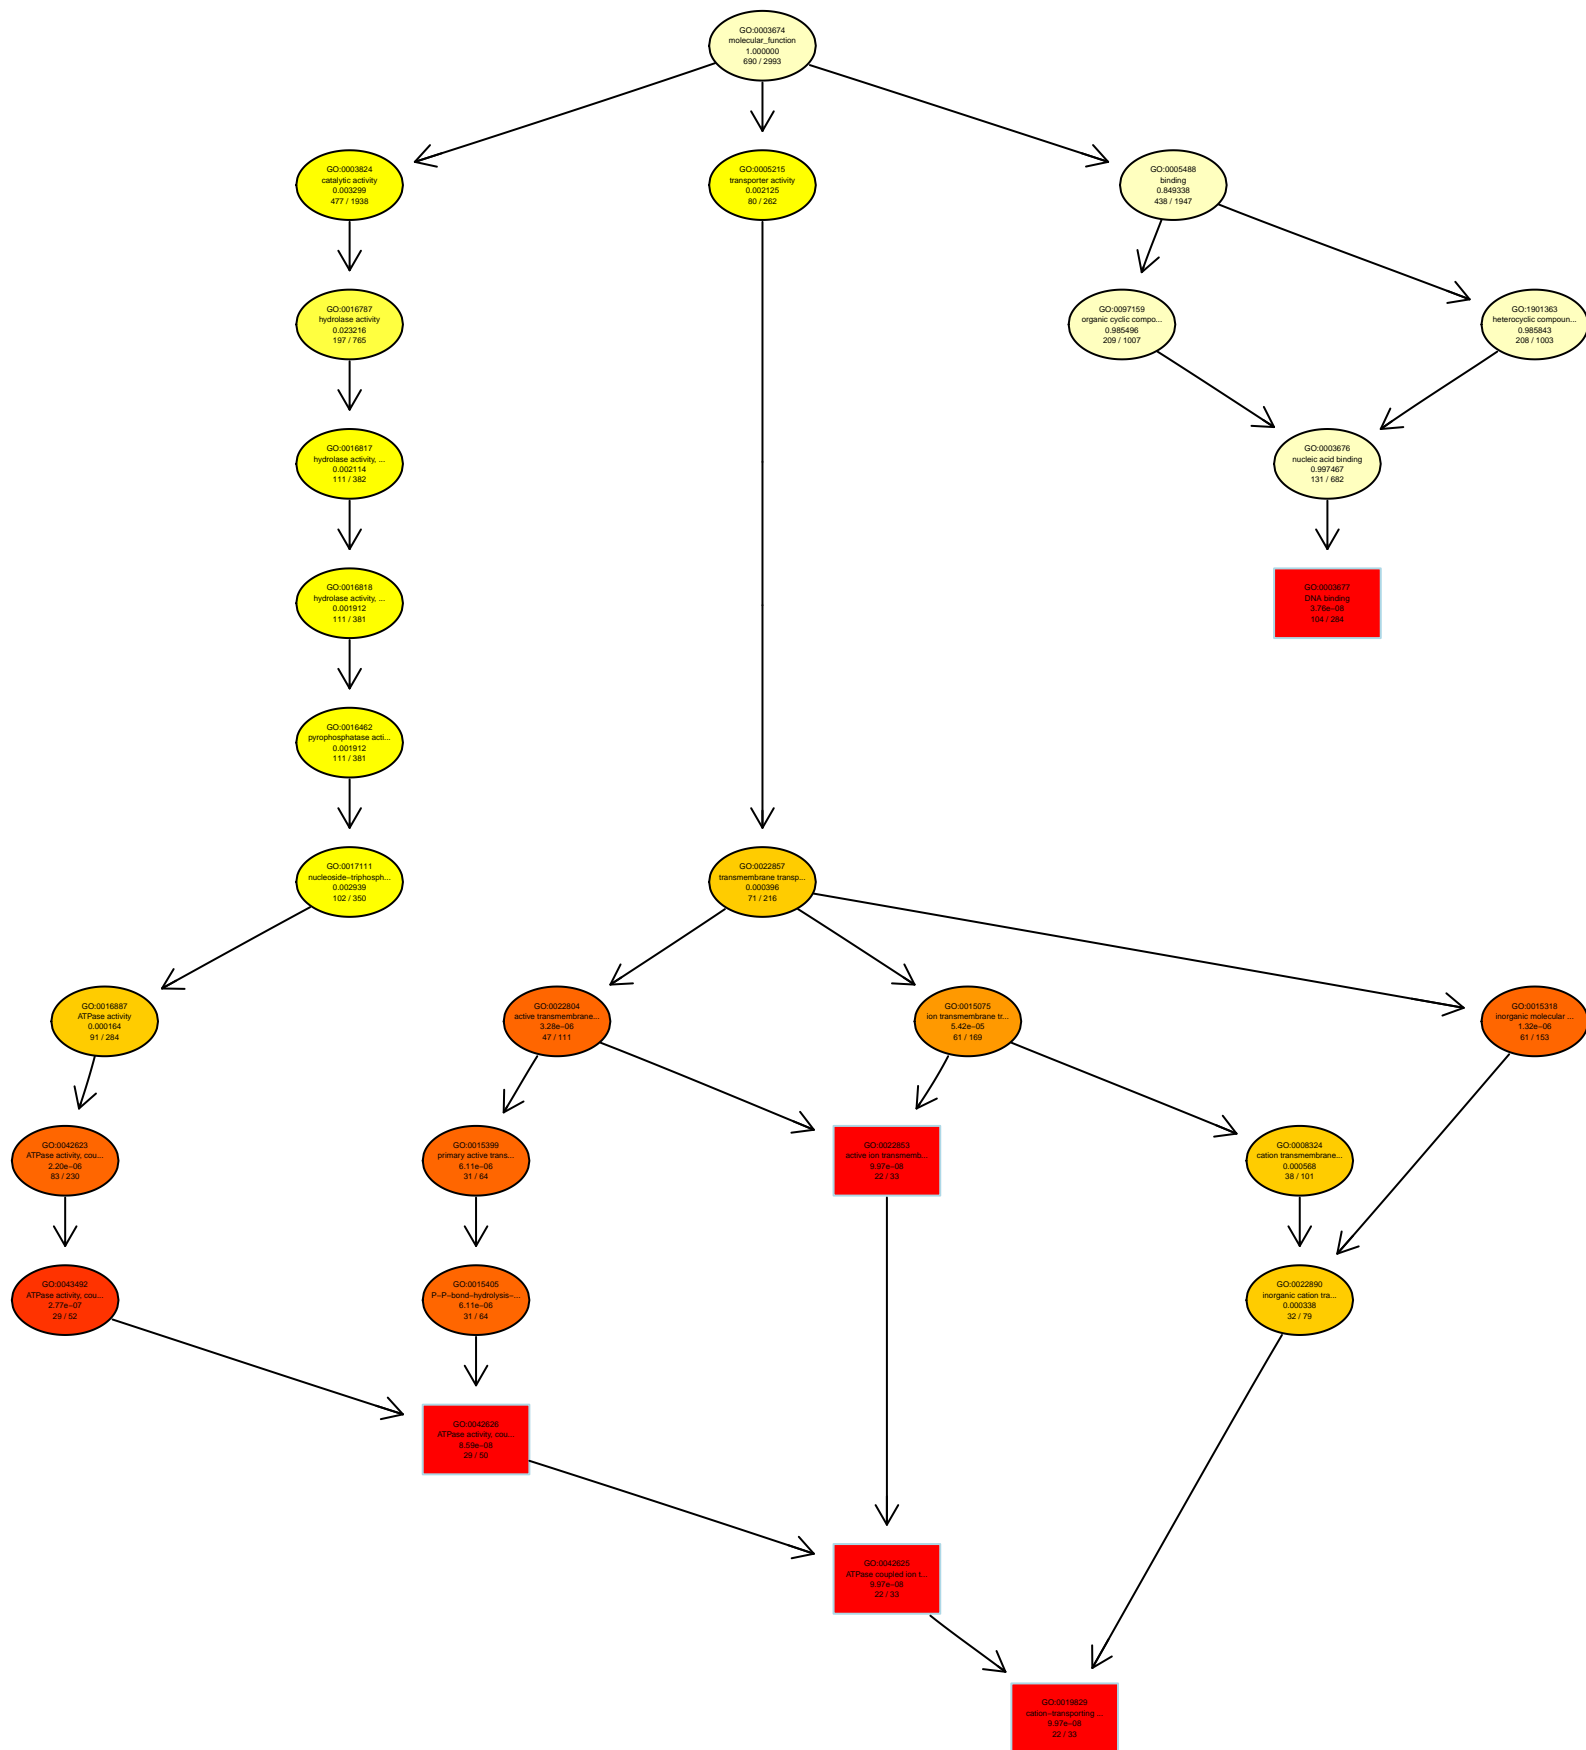 GO:0003674
molecular_function
1.000000
690 / 2993
GO:0003824
catalytic activity
0.003299
477 / 1938
GO:0005215
transporter activity
0.002125
80 / 262
GO:0005488
binding
0.849338
438 / 1947
GO:0016787
hydrolase activity
0.023216
197 / 765
GO:0097159
organic cyclic compo...
0.985496
209 / 1007
GO:1901363
heterocyclic compoun...
0.985843
208 / 1003
GO:0016817
hydrolase activity, ...
0.002114
111 / 382
GO:0003676
nucleic acid binding
0.997467
131 / 682
GO:0016818
hydrolase activity, ...
0.001912
111 / 381
GO:0003677
DNA binding
3.76e−08
104 / 284
GO:0016462
pyrophosphatase acti...
0.001912
111 / 381
GO:0017111
nucleoside−triphosph...
0.002939
102 / 350
GO:0022857
transmembrane transp...
0.000396
71 / 216
GO:0016887
ATPase activity
0.000164
91 / 284
GO:0022804
active transmembrane...
3.28e−06
47 / 111
GO:0015075
ion transmembrane tr...
5.42e−05
61 / 169
GO:0015318
inorganic molecular ...
1.32e−06
61 / 153
GO:0042623
ATPase activity, cou...
2.20e−06
83 / 230
GO:0015399
primary active trans...
6.11e−06
31 / 64
GO:0022853
active ion transmemb...
9.97e−08
22 / 33
GO:0008324
cation transmembrane...
0.000568
38 / 101
GO:0043492
ATPase activity, cou...
2.77e−07
29 / 52
GO:0015405
P−P−bond−hydrolysis−...
6.11e−06
31 / 64
GO:0022890
inorganic cation tra...
0.000338
32 / 79
GO:0042626
ATPase activity, cou...
8.69e−08
29 / 50
GO:0042625
ATPase coupled ion t...
9.97e−08
22 / 33
GO:0019829
cation−transporting ...
9.97e−08
22 / 33